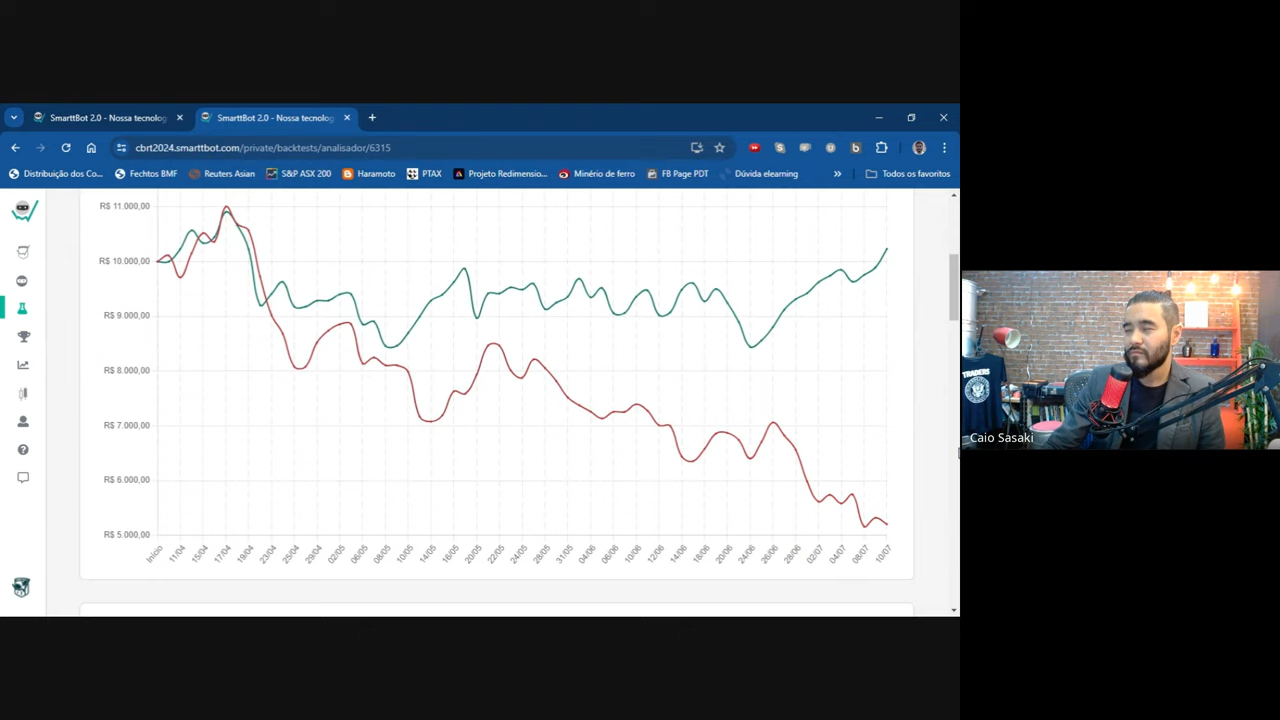 SmarttBot 2.0 - Nossa tecnolog
SmarttBot 2.0 - Nossa tecnolog
cbrt2024.smarttbot.com/private/backtests/analisador/6315
Distribuição dos Co...
Fechtos BMF
Reuters Asian
S&P ASX 200
Haramoto
PTAX
Projeto Redimensio...
Minério de ferro
FB Page PDT
Dúvida elearning
»
Todos os favoritos
R$ 11.000,00
R$ 10.000,00
R$ 9.000,00
R$ 8.000,00
R$ 7.000,00
R$ 6.000,00
R$ 5.000,00
Início
11/04
15/04
17/04
19/04
23/04
25/04
29/04
02/05
06/05
08/05
10/05
14/05
16/05
20/05
22/05
24/05
28/05
31/05
04/06
06/06
10/06
12/06
14/06
18/06
20/06
24/06
26/06
28/06
02/07
04/07
08/07
10/07
TRADERS
Caio Sasaki